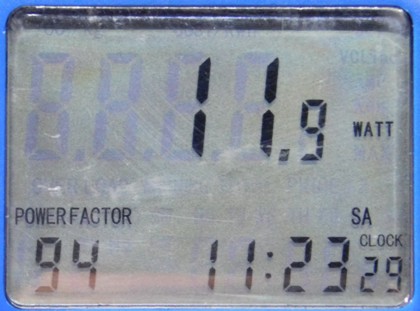 11.9 WATT
POWER FACTOR SA
CLOCK
94 11:23 29